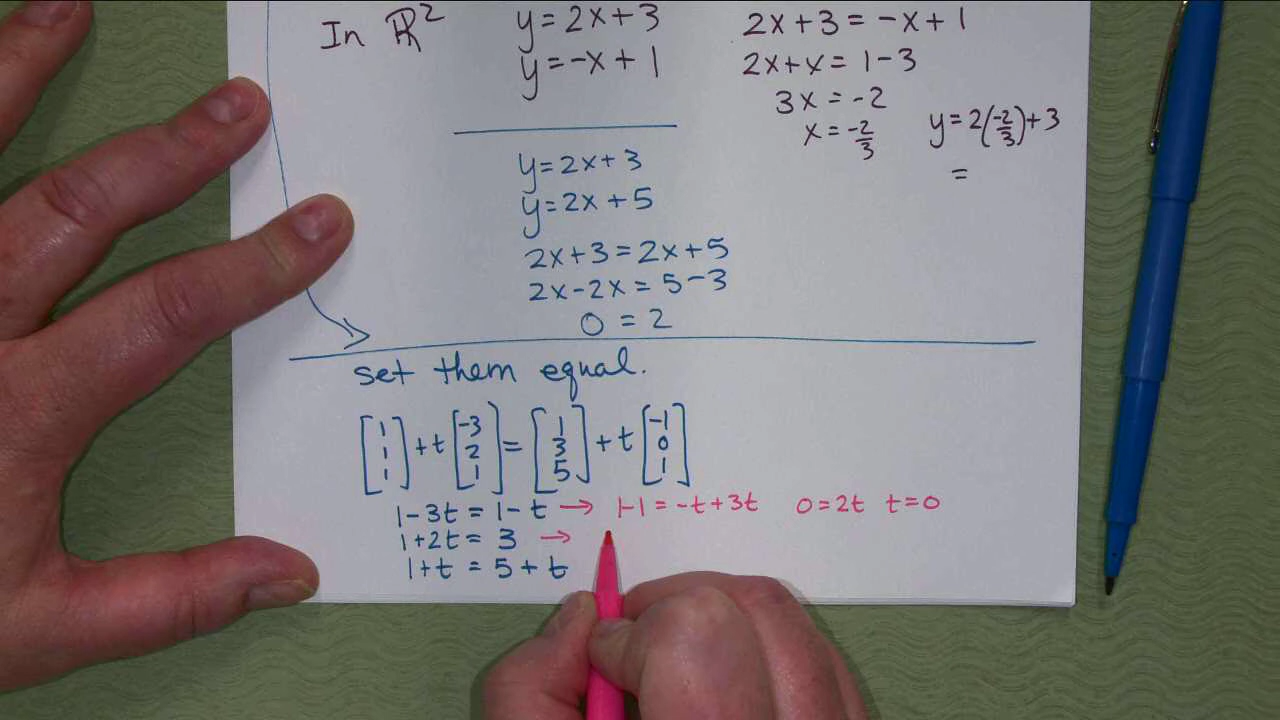 In ℝ²
y=2x+3
y=-x+1
2x+3=-x+1
2x+x=1-3
3x=-2
x=-2/3
y=2(-2/3)+3
=
y=2x+3
y=2x+5
2x+3=2x+5
2x-2x=5-3
0=2
set them equal.
[1 1 1]+t[-3 2 1]=[1 3 5]+t[-1 0 1]
1-3t=1-t → 1-1=-t+3t 0=2t t=0
1+2t=3 →
1+t=5+t